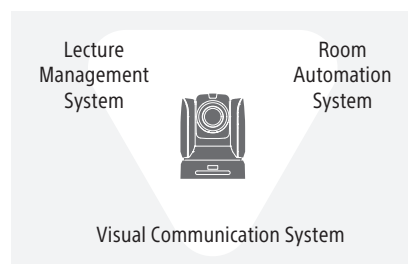 Lecture
Management
System
Room
Automation
System
Visual Communication System